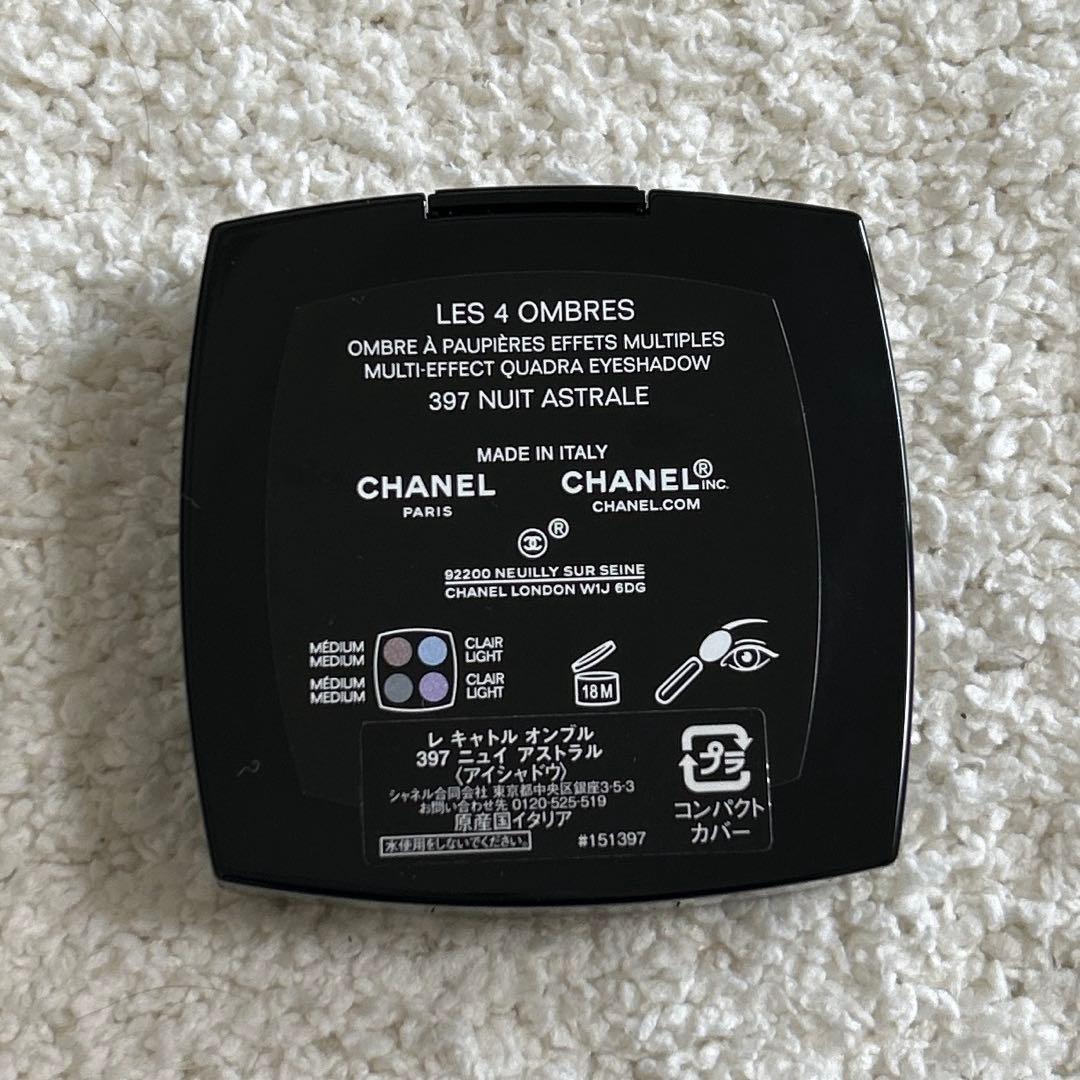 LES 4 OMBRES
OMBRE À PAUPIÈRES EFFETS MULTIPLES
MULTI-EFFECT QUADRA EYESHADOW
397 NUIT ASTRALE
MADE IN ITALY
CHANEL
PARIS
CHANEL® INC.
CHANEL.COM
®
92200 NEUILLY SUR SEINE
CHANEL LONDON W1J 6DG
MÉDIUM
MEDIUM
CLAIR
LIGHT
MÉDIUM
MEDIUM
CLAIR
LIGHT
18 M
レ キャトル オンブル
397 ニュイ アストラル
〈アイシャドウ〉
シャネル合同会社 東京都中央区銀座3-5-3
お問い合わせ先 0120-525-519
原産国イタリア
水使用をしないでください。
#151397
プラ
コンパクト
カバー